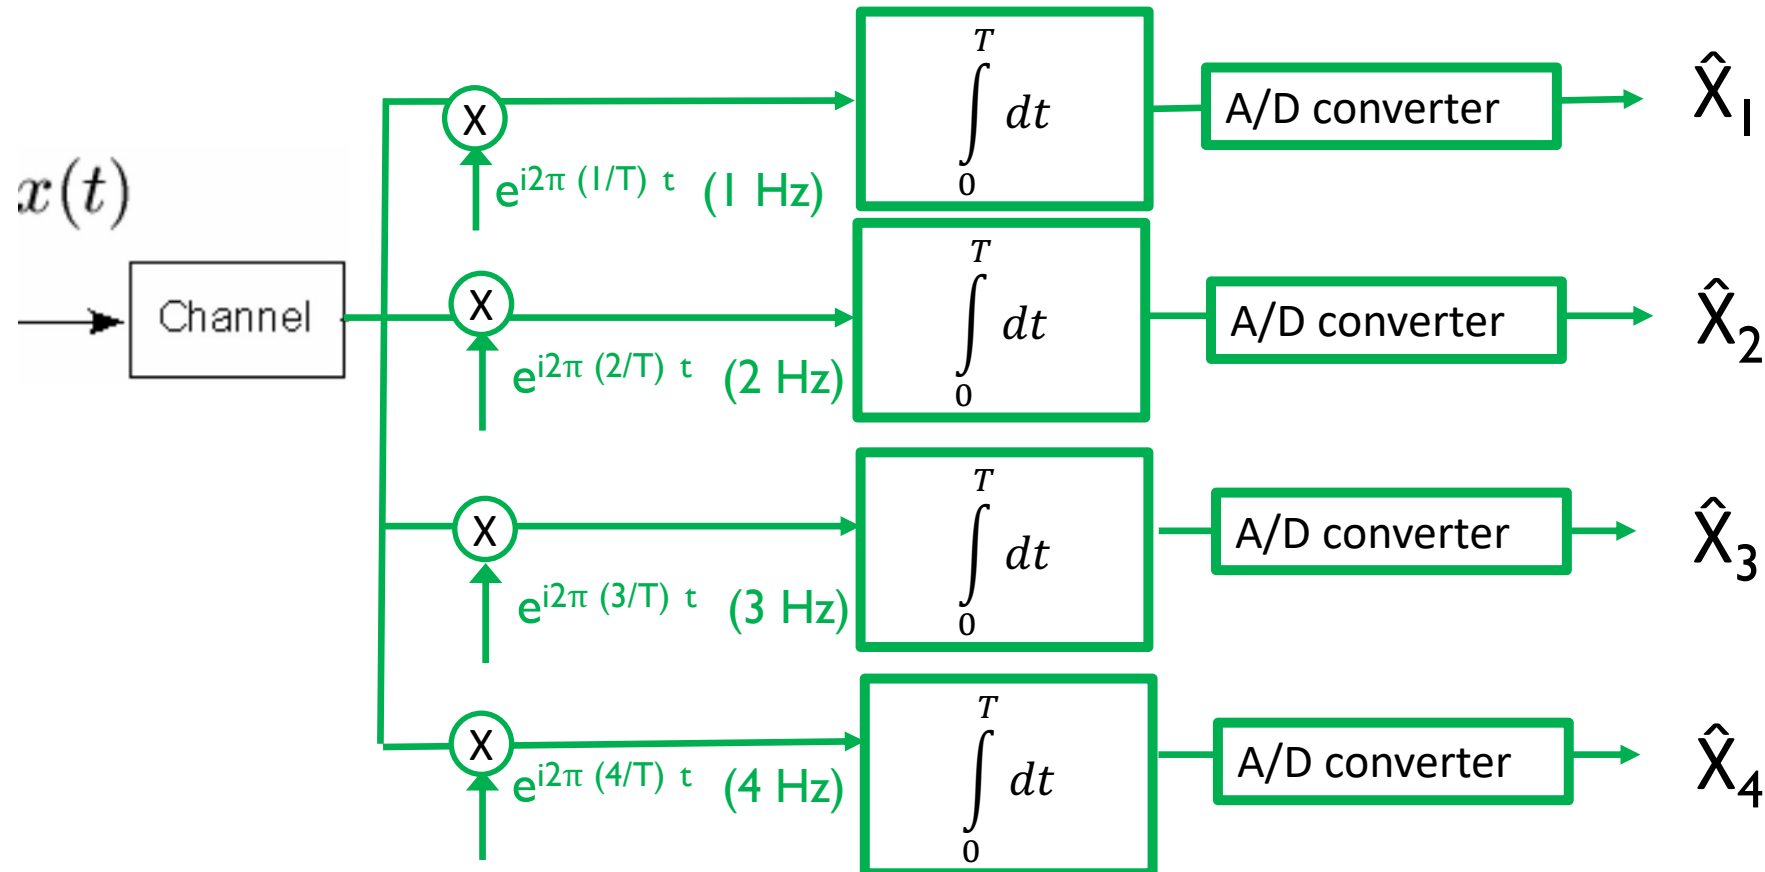 T
∫ dt
0
A/D converter
X̂₁
X
e^{i2π (1/T) t} (1 Hz)
x(t)
Channel
T
∫ dt
0
A/D converter
X̂₂
X
e^{i2π (2/T) t} (2 Hz)
T
∫ dt
0
A/D converter
X̂₃
X
e^{i2π (3/T) t} (3 Hz)
T
∫ dt
0
A/D converter
X̂₄
X
e^{i2π (4/T) t} (4 Hz)